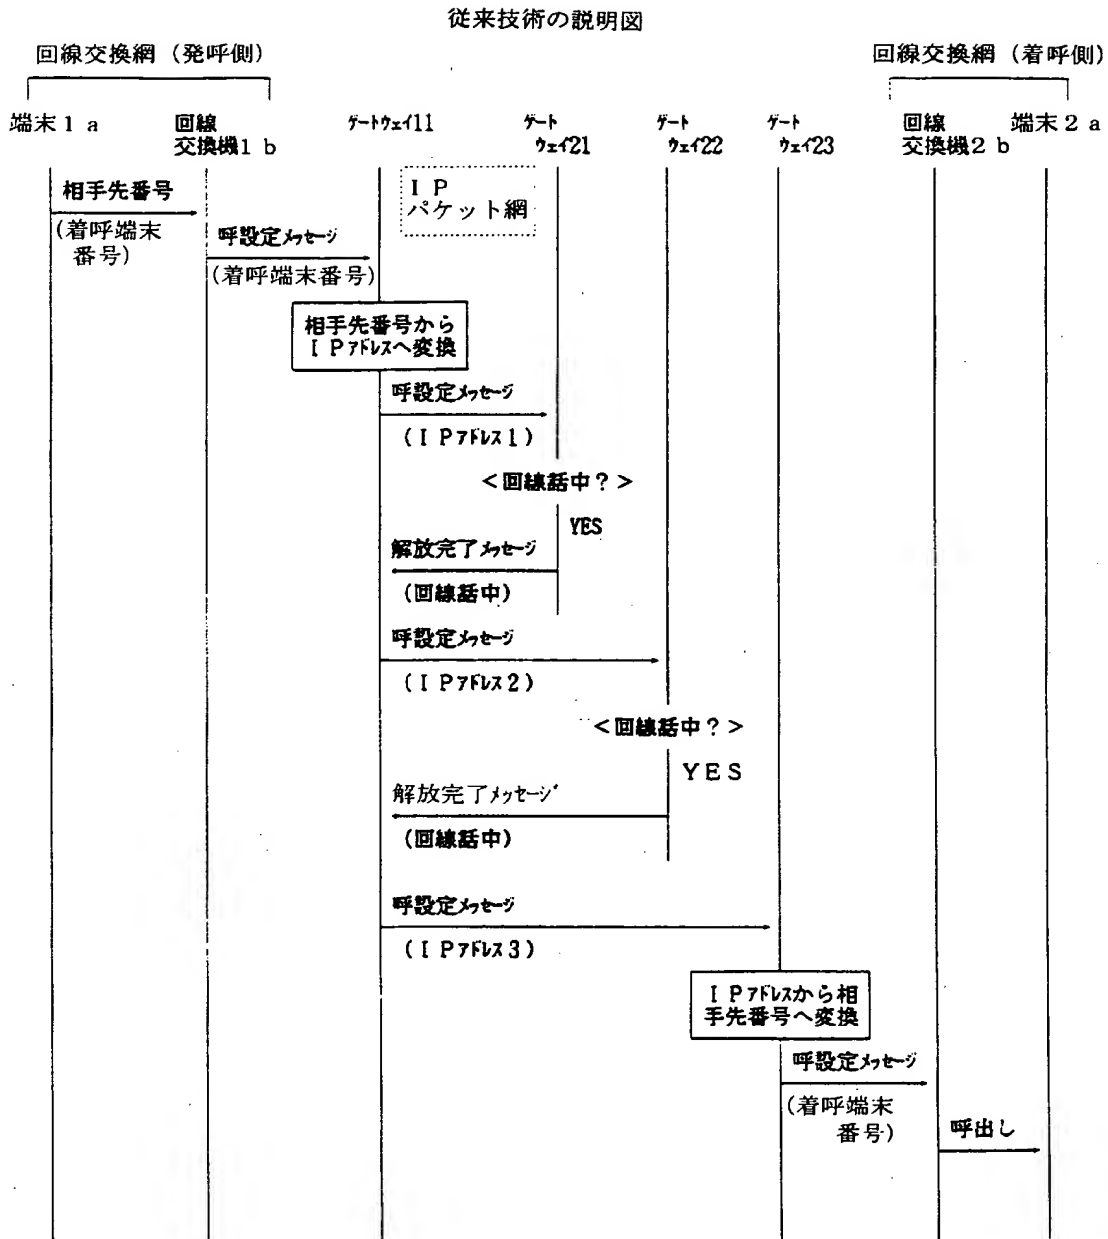 従来技術の説明図
回線交換網（発呼側）
回線交換網（着呼側）
端末１ａ
回線
交換機1ｂ
ゲートウェイ11
ゲート
ウェイ21
ゲート
ウェイ22
ゲート
ウェイ23
回線
交換機2ｂ
端末２ａ
相手先番号
(着呼端末
番号)
ＩＰ
パケット網
呼設定メッセージ
(着呼端末番号)
相手先番号から
ＩＰアドレスへ変換
呼設定メッセージ
(ＩＰアドレス1)
＜回線話中？＞
YES
解放完了メッセージ
(回線話中)
呼設定メッセージ
(ＩＰアドレス2)
＜回線話中？＞
ＹＥＳ
解放完了メッセージ
(回線話中)
呼設定メッセージ
(ＩＰアドレス3)
ＩＰアドレスから相
手先番号へ変換
呼設定メッセージ
(着呼端末
番号)
呼出し